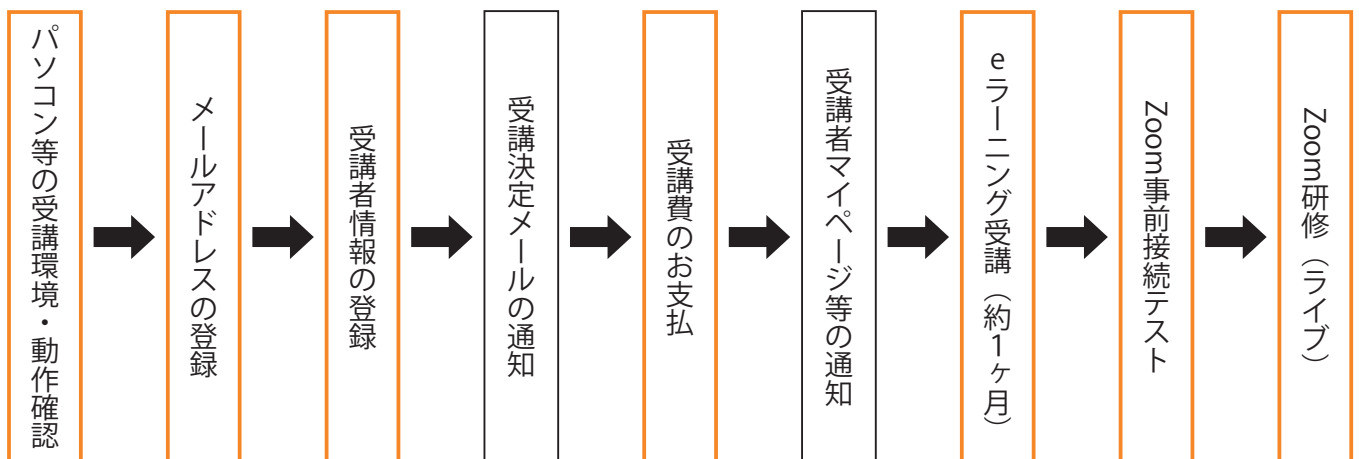 パソコン等の受講環境・動作確認
メールアドレスの登録
受講者情報の登録
受講決定メールの通知
受講費のお支払
受講者マイページ等の通知
eラーニング受講（約1ヶ月）
Zoom事前接続テスト
Zoom研修（ライブ）